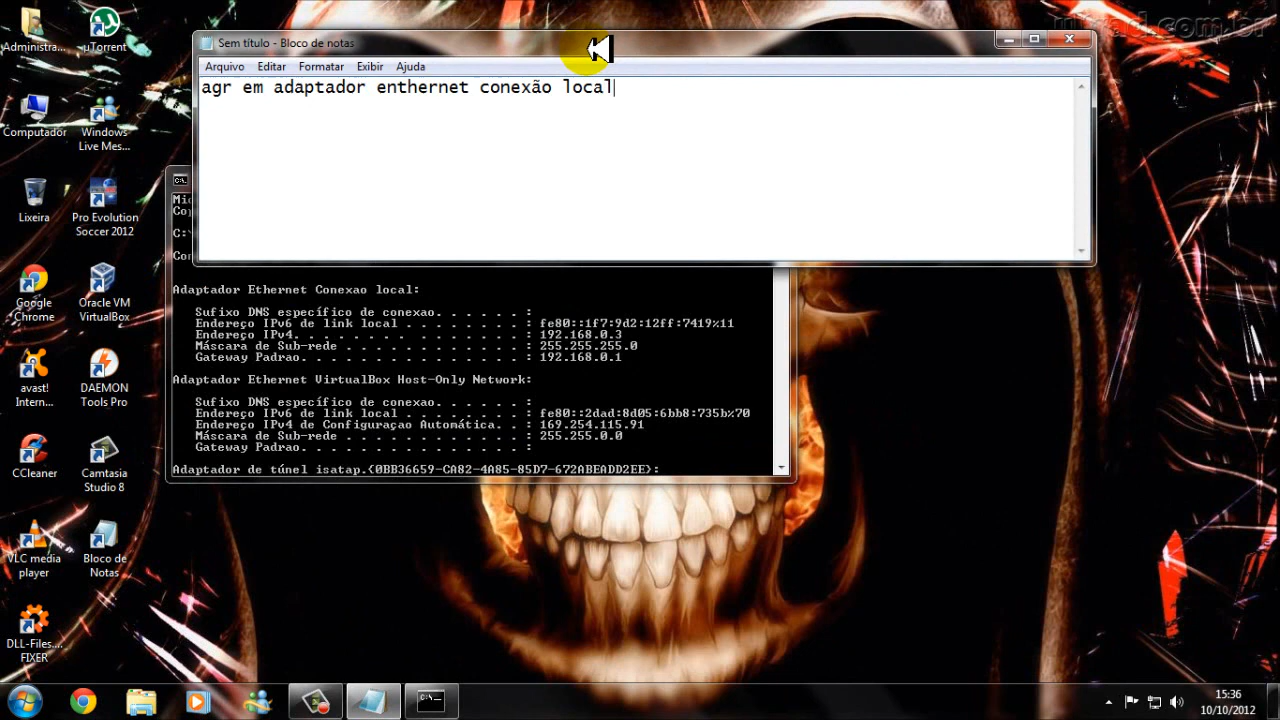 Administra...
µTorrent
Computador
Windows
Live Mes...
Lixeira
Pro Evolution
Soccer 2012
Google
Chrome
Oracle VM
VirtualBox
avast!
Intern...
DAEMON
Tools Pro
CCleaner
Camtasia
Studio 8
VLC media
player
Bloco de
Notas
DLL-Files....
FIXER
Sem título - Bloco de notas
Arquivo Editar Formatar Exibir Ajuda
agr em adaptador enthernet conexão local
C:\
Adaptador Ethernet Conexao local:
Sufixo DNS específico de conexao. . . . . . :
Endereço IPv6 de link local . . . . . . . . : fe80::1f7:9d2:12ff:7419%11
Endereço IPv4. . . . . . . . . . . . . . . : 192.168.0.3
Máscara de Sub-rede . . . . . . . . . . . . : 255.255.255.0
Gateway Padrao. . . . . . . . . . . . . . . : 192.168.0.1
Adaptador Ethernet VirtualBox Host-Only Network:
Sufixo DNS específico de conexao. . . . . . :
Endereço IPv6 de link local . . . . . . . . : fe80::2dad:8d05:6bb8:735b%70
Endereço IPv4 de Configuraçao Automática. . : 169.254.115.91
Máscara de Sub-rede . . . . . . . . . . . . : 255.255.0.0
Gateway Padrao. . . . . . . . . . . . . . . :
Adaptador de túnel isatap.{0BB36659-CA82-4A85-85D7-672ABEADD2EE}:
15:36
10/10/2012